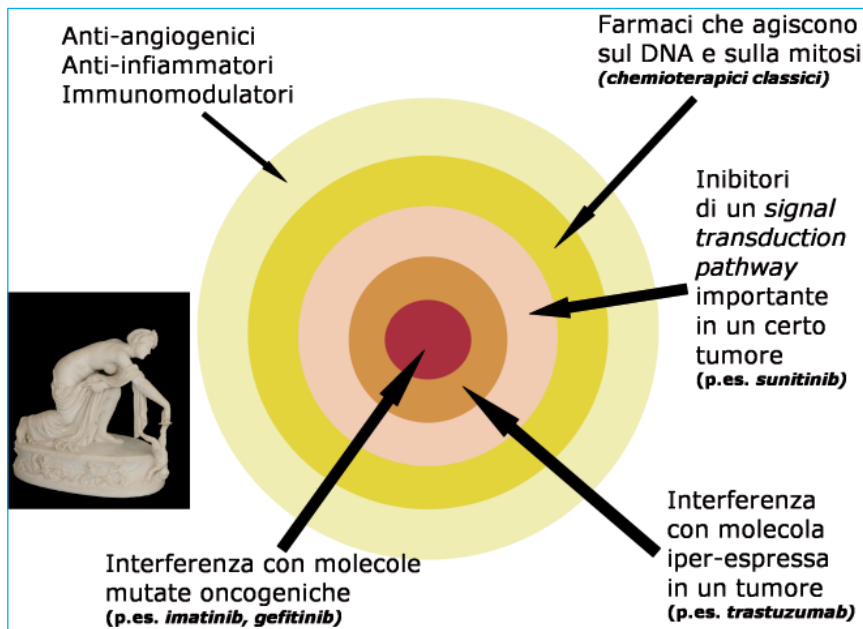 Anti-angiogenici
Anti-infiammatori
Immunomodulatori
Farmaci che agiscono
sul DNA e sulla mitosi
(chemioterapici classici)
Inibitori
di un signal
transduction
pathway
importante
in un certo
tumore
(p.es. sunitinib)
Interferenza
con molecola
iper-espressa
in un tumore
(p.es. trastuzumab)
Interferenza con molecole
mutate oncogeniche
(p.es. imatinib, gefitinib)